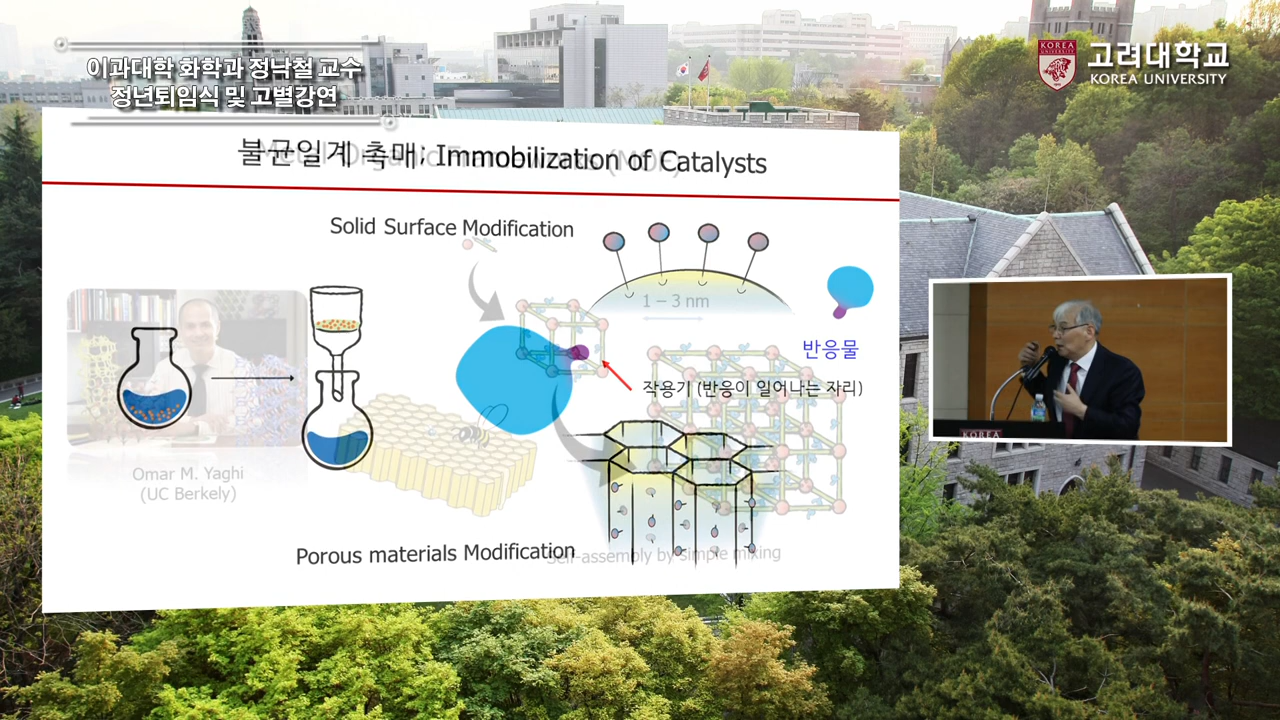 이과대학 화학과 정낙철 교수
정년퇴임식 및 고별강연
KOREA
UNIVERSITY
고려대학교
KOREA UNIVERSITY
불균일계 촉매; Immobilization of Catalysts
Solid Surface Modification
1 – 3 nm
반응물
작용기 (반응이 일어나는 자리)
Omar M. Yaghi
(UC Berkely)
Porous materials Modification
Self-assembly by simple mixing
KOREA